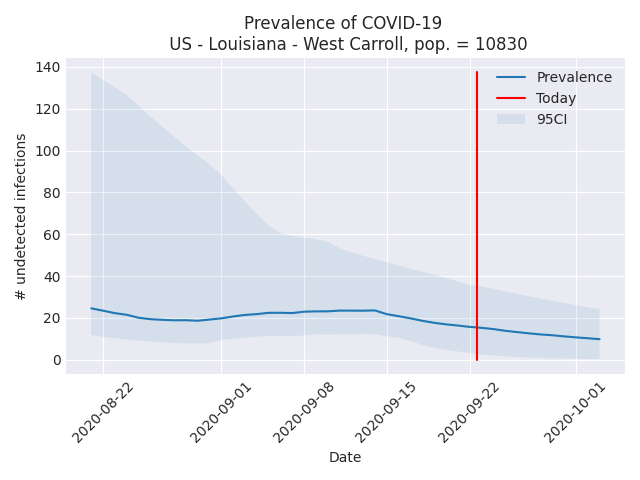 Prevalence of COVID-19
US - Louisiana - West Carroll, pop. = 10830
Prevalence
Today
95CI
# undetected infections
140
120
100
80
60
40
20
0
2020-08-22
2020-09-01
2020-09-08
2020-09-15
2020-09-22
2020-10-01
Date